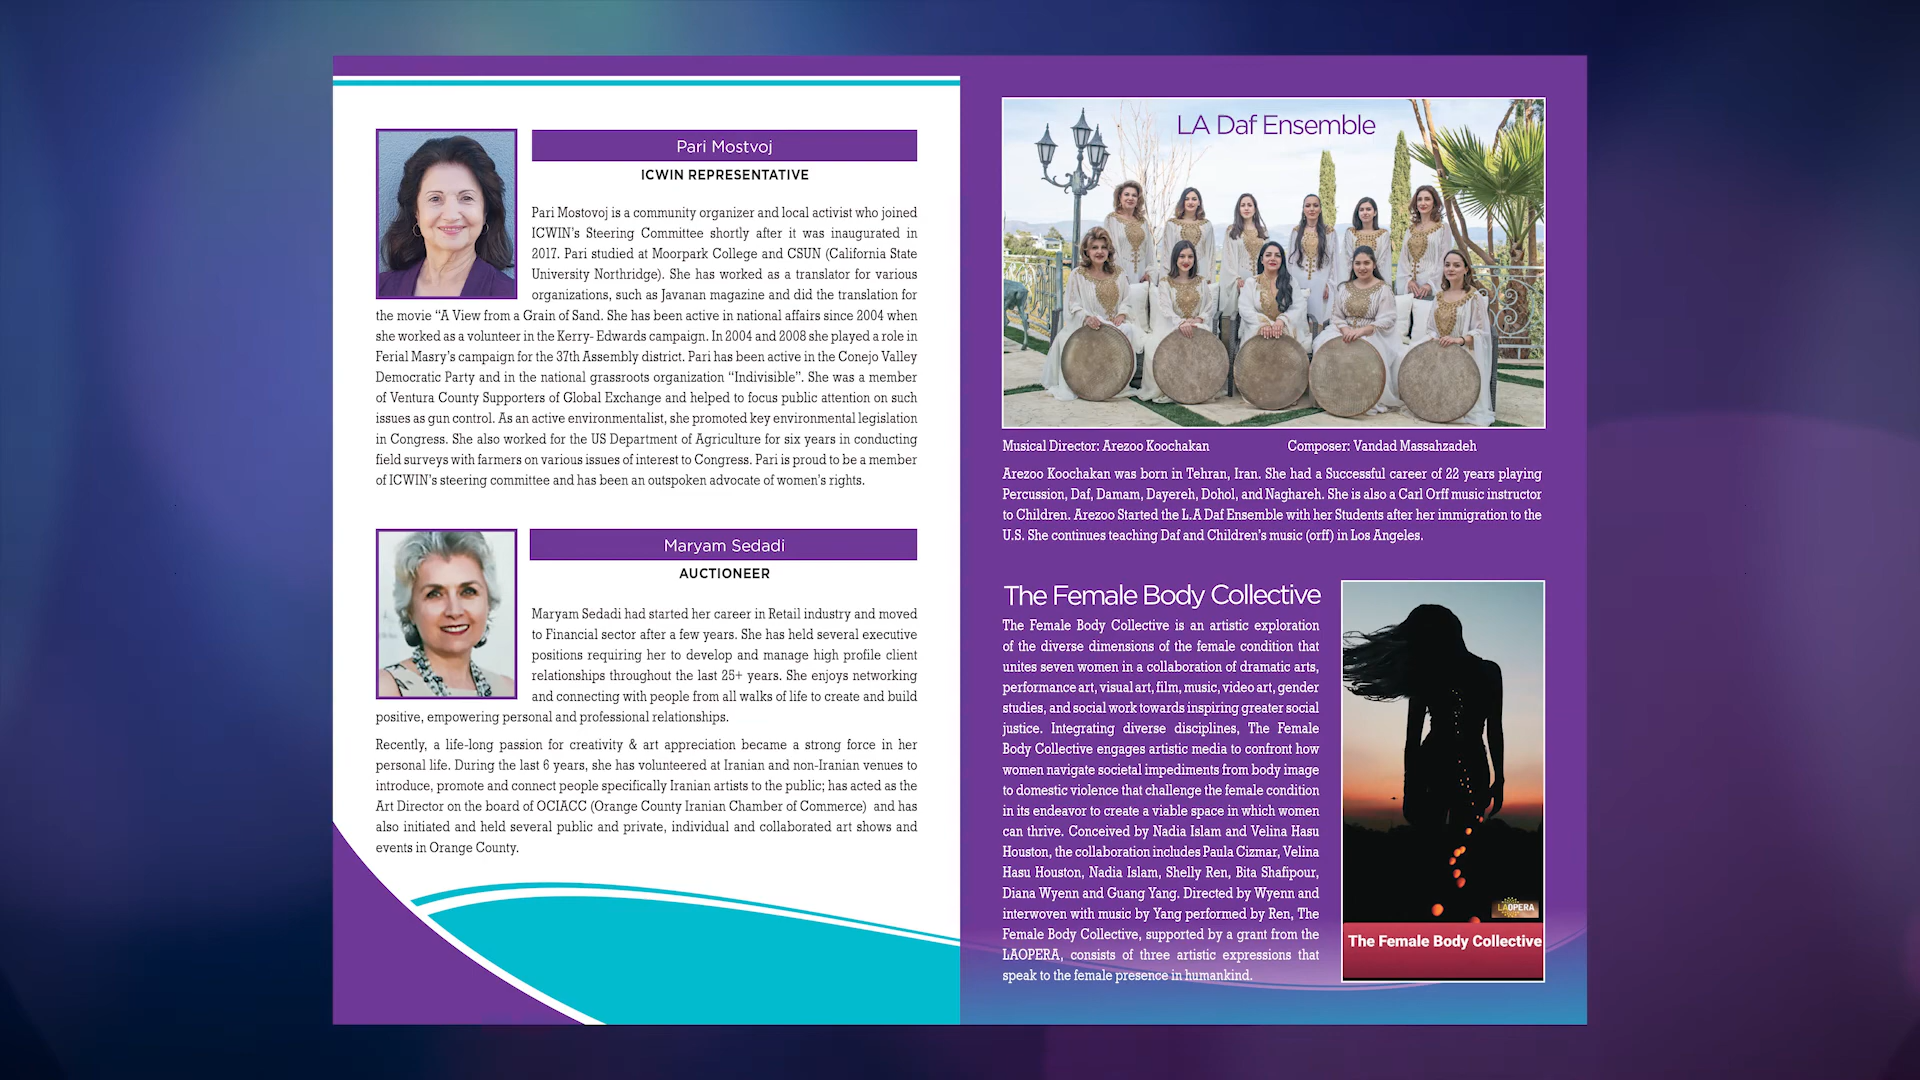 Pari Mostvoj
ICWIN REPRESENTATIVE
Pari Mostovoj is a community organizer and local activist who joined
ICWIN's Steering Committee shortly after it was inaugurated in
2017. Pari studied at Moorpark College and CSUN (California State
University Northridge). She has worked as a translator for various
organizations, such as Javanan magazine and did the translation for
the movie “A View from a Grain of Sand. She has been active in national affairs since 2004 when
she worked as a volunteer in the Kerry- Edwards campaign. In 2004 and 2008 she played a role in
Ferial Masry's campaign for the 37th Assembly district. Pari has been active in the Conejo Valley
Democratic Party and in the national grassroots organization “Indivisible”. She was a member
of Ventura County Supporters of Global Exchange and helped to focus public attention on such
issues as gun control. As an active environmentalist, she promoted key environmental legislation
in Congress. She also worked for the US Department of Agriculture for six years in conducting
field surveys with farmers on various issues of interest to Congress. Pari is proud to be a member
of ICWIN's steering committee and has been an outspoken advocate of women's rights.
Maryam Sedadi
AUCTIONEER
Maryam Sedadi had started her career in Retail industry and moved
to Financial sector after a few years. She has held several executive
positions requiring her to develop and manage high profile client
relationships throughout the last 25+ years. She enjoys networking
and connecting with people from all walks of life to create and build
positive, empowering personal and professional relationships.
Recently, a life-long passion for creativity & art appreciation became a strong force in her
personal life. During the last 6 years, she has volunteered at Iranian and non-Iranian venues to
introduce, promote and connect people specifically Iranian artists to the public; has acted as the
Art Director on the board of OCIACC (Orange County Iranian Chamber of Commerce) and has
also initiated and held several public and private, individual and collaborated art shows and
events in Orange County.
LA Daf Ensemble
Musical Director: Arezoo Koochakan Composer: Vandad Massahzadeh
Arezoo Koochakan was born in Tehran, Iran. She had a Successful career of 22 years playing
Percussion, Daf, Damam, Dayereh, Dohol, and Naghareh. She is also a Carl Orff music instructor
to Children. Arezoo Started the L.A Daf Ensemble with her Students after her immigration to the
U.S. She continues teaching Daf and Children's music (orff) in Los Angeles.
The Female Body Collective
The Female Body Collective is an artistic exploration
of the diverse dimensions of the female condition that
unites seven women in a collaboration of dramatic arts,
performance art, visual art, film, music, video art, gender
studies, and social work towards inspiring greater social
justice. Integrating diverse disciplines, The Female
Body Collective engages artistic media to confront how
women navigate societal impediments from body image
to domestic violence that challenge the female condition
in its endeavor to create a viable space in which women
can thrive. Conceived by Nadia Islam and Velina Hasu
Houston, the collaboration includes Paula Cizmar, Velina
Hasu Houston, Nadia Islam, Shelly Ren, Bita Shafipour,
Diana Wyenn and Guang Yang. Directed by Wyenn and
interwoven with music by Yang performed by Ren, The
Female Body Collective, supported by a grant from the
LAOPERA, consists of three artistic expressions that
speak to the female presence in humankind.
LAOPERA
The Female Body Collective